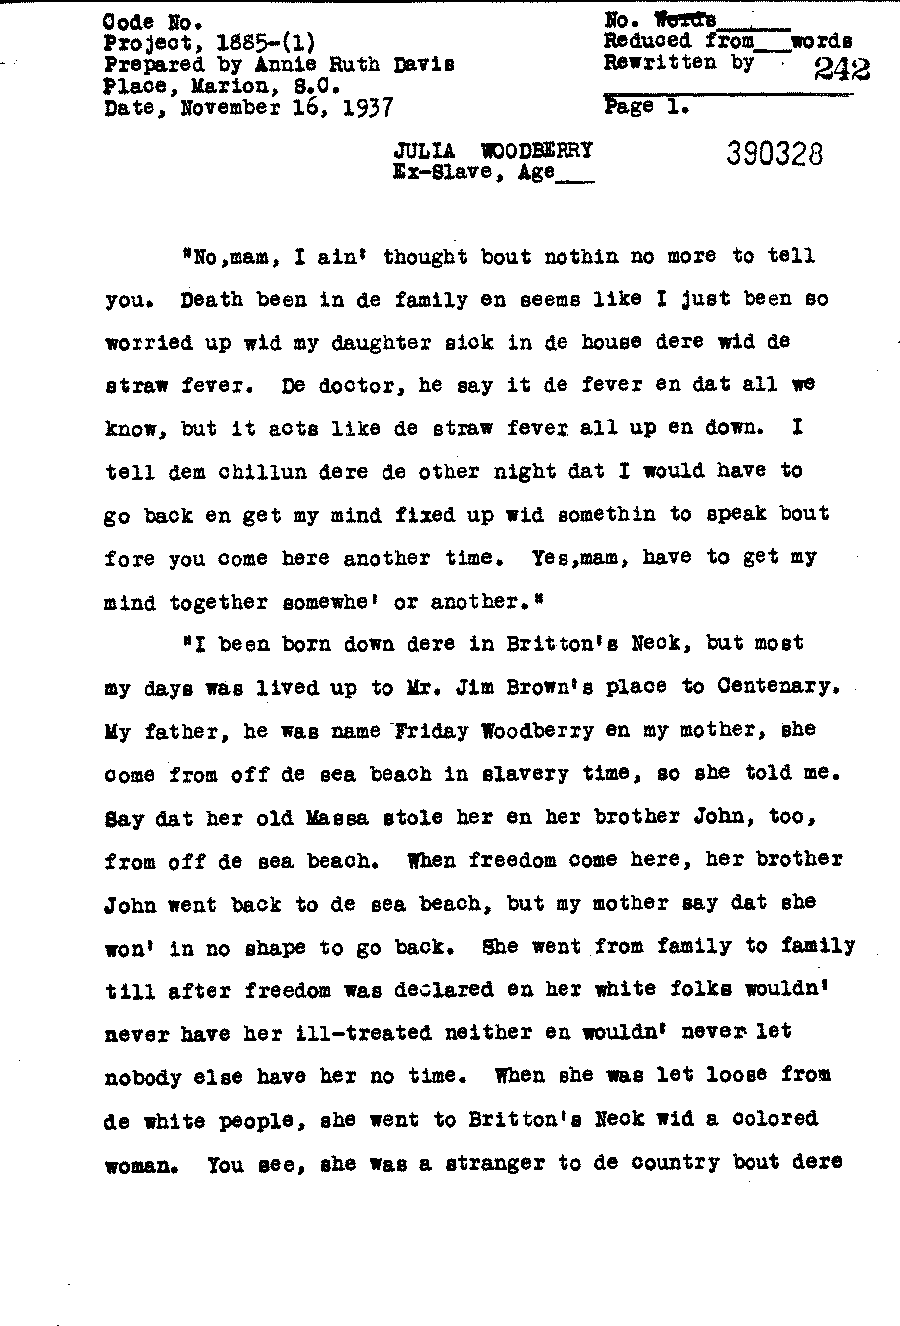 Code No.
Project, 1885-(1)
Prepared by Annie Ruth Davis
Place, Marion, S.C.
Date, November 16, 1937
No. Words_____
Reduced from___words
Rewritten by
242
Page 1.
JULIA WOODBERRY
Ex-Slave, Age___
390328
"No,mam, I ain' thought bout nothin no more to tell
you. Death been in de family en seems like I just been so
worried up wid my daughter sick in de house dere wid de
straw fever. De doctor, he say it de fever en dat all we
know, but it acts like de straw fever all up en down. I
tell dem chillun dere de other night dat I would have to
go back en get my mind fixed up wid somethin to speak bout
fore you come here another time. Yes,mam, have to get my
mind together somewhe' or another."
"I been born down dere in Britton's Neck, but most
my days was lived up to Mr. Jim Brown's place to Centenary.
My father, he was name Friday Woodberry en my mother, she
come from off de sea beach in slavery time, so she told me.
Say dat her old Massa stole her en her brother John, too,
from off de sea beach. When freedom come here, her brother
John went back to de sea beach, but my mother say dat she
won' in no shape to go back. She went from family to family
till after freedom was declared en her white folks wouldn'
never have her ill-treated neither en wouldn' never let
nobody else have her no time. When she was let loose from
de white people, she went to Britton's Neck wid a colored
woman. You see, she was a stranger to de country bout dere